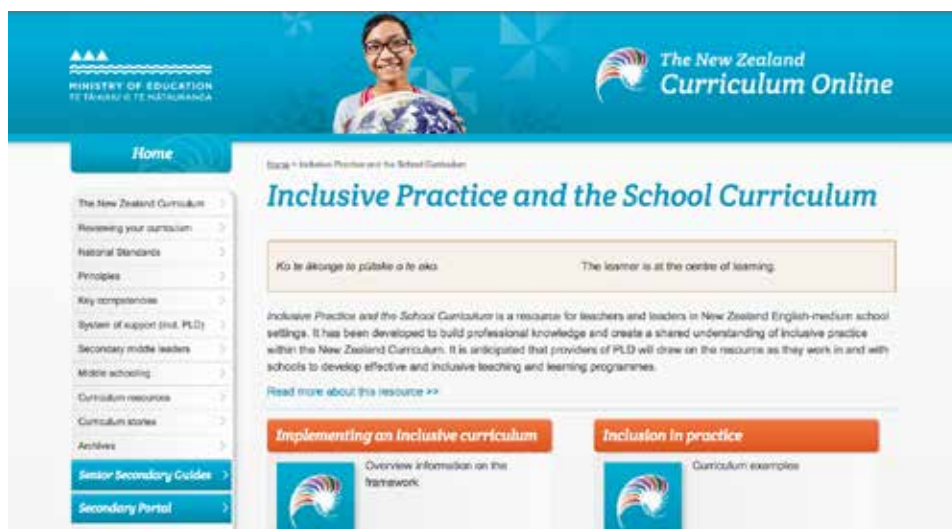 MINISTRY OF EDUCATION
TE TĀHUHU O TE MĀTAURANGA
The New Zealand
Curriculum Online
Home
Home > Inclusive Practice and the School Curriculum
Inclusive Practice and the School Curriculum
The New Zealand Curriculum
Reviewing your curriculum
National Standards
Principles
Key competencies
System of support (incl. PLD)
Secondary middle leaders
Middle schooling
Curriculum resources
Curriculum stories
Archives
Senior Secondary Guides
Secondary Portal
Ko te ākonga te pūtake o te ako.
The learner is at the centre of learning.
Inclusive Practice and the School Curriculum is a resource for teachers and leaders in New Zealand English-medium school
settings. It has been developed to build professional knowledge and create a shared understanding of inclusive practice
within the New Zealand Curriculum. It is anticipated that providers of PLD will draw on the resource as they work in and with
schools to develop effective and inclusive teaching and learning programmes.
Read more about this resource >>
Implementing an inclusive curriculum
Overview information on the
framework
Inclusion in practice
Curriculum examples